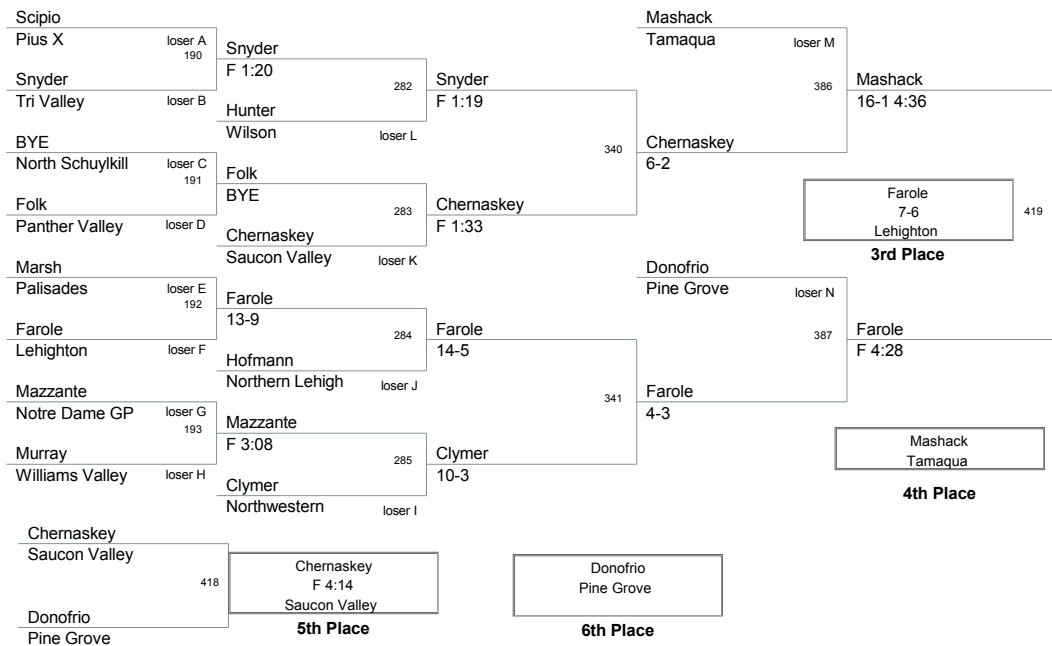 Scipio
Pius X
loser A
190
Snyder
Tri Valley
loser B
BYE
North Schuylkill
loser C
191
Folk
Panther Valley
loser D
Marsh
Palisades
loser E
192
Farole
Lehighton
loser F
Mazzante
Notre Dame GP
loser G
193
Murray
Williams Valley
loser H
Snyder
F 1:20
282
Hunter
Wilson
loser L
Folk
BYE
283
Chernaskey
Saucon Valley
loser K
Farole
13-9
284
Hofmann
Northern Lehigh
loser J
Mazzante
F 3:08
285
Clymer
Northwestern
loser I
Snyder
F 1:19
340
Chernaskey
F 1:33
Farole
14-5
341
Clymer
10-3
Mashack
Tamaqua
loser M
386
Chernaskey
6-2
Donofrio
Pine Grove
loser N
387
Farole
4-3
Mashack
16-1 4:36
Farole
7-6
Lehighton
419
3rd Place
Farole
F 4:28
Mashack
Tamaqua
4th Place
Chernaskey
Saucon Valley
418
Donofrio
Pine Grove
Chernaskey
F 4:14
Saucon Valley
5th Place
Donofrio
Pine Grove
6th Place